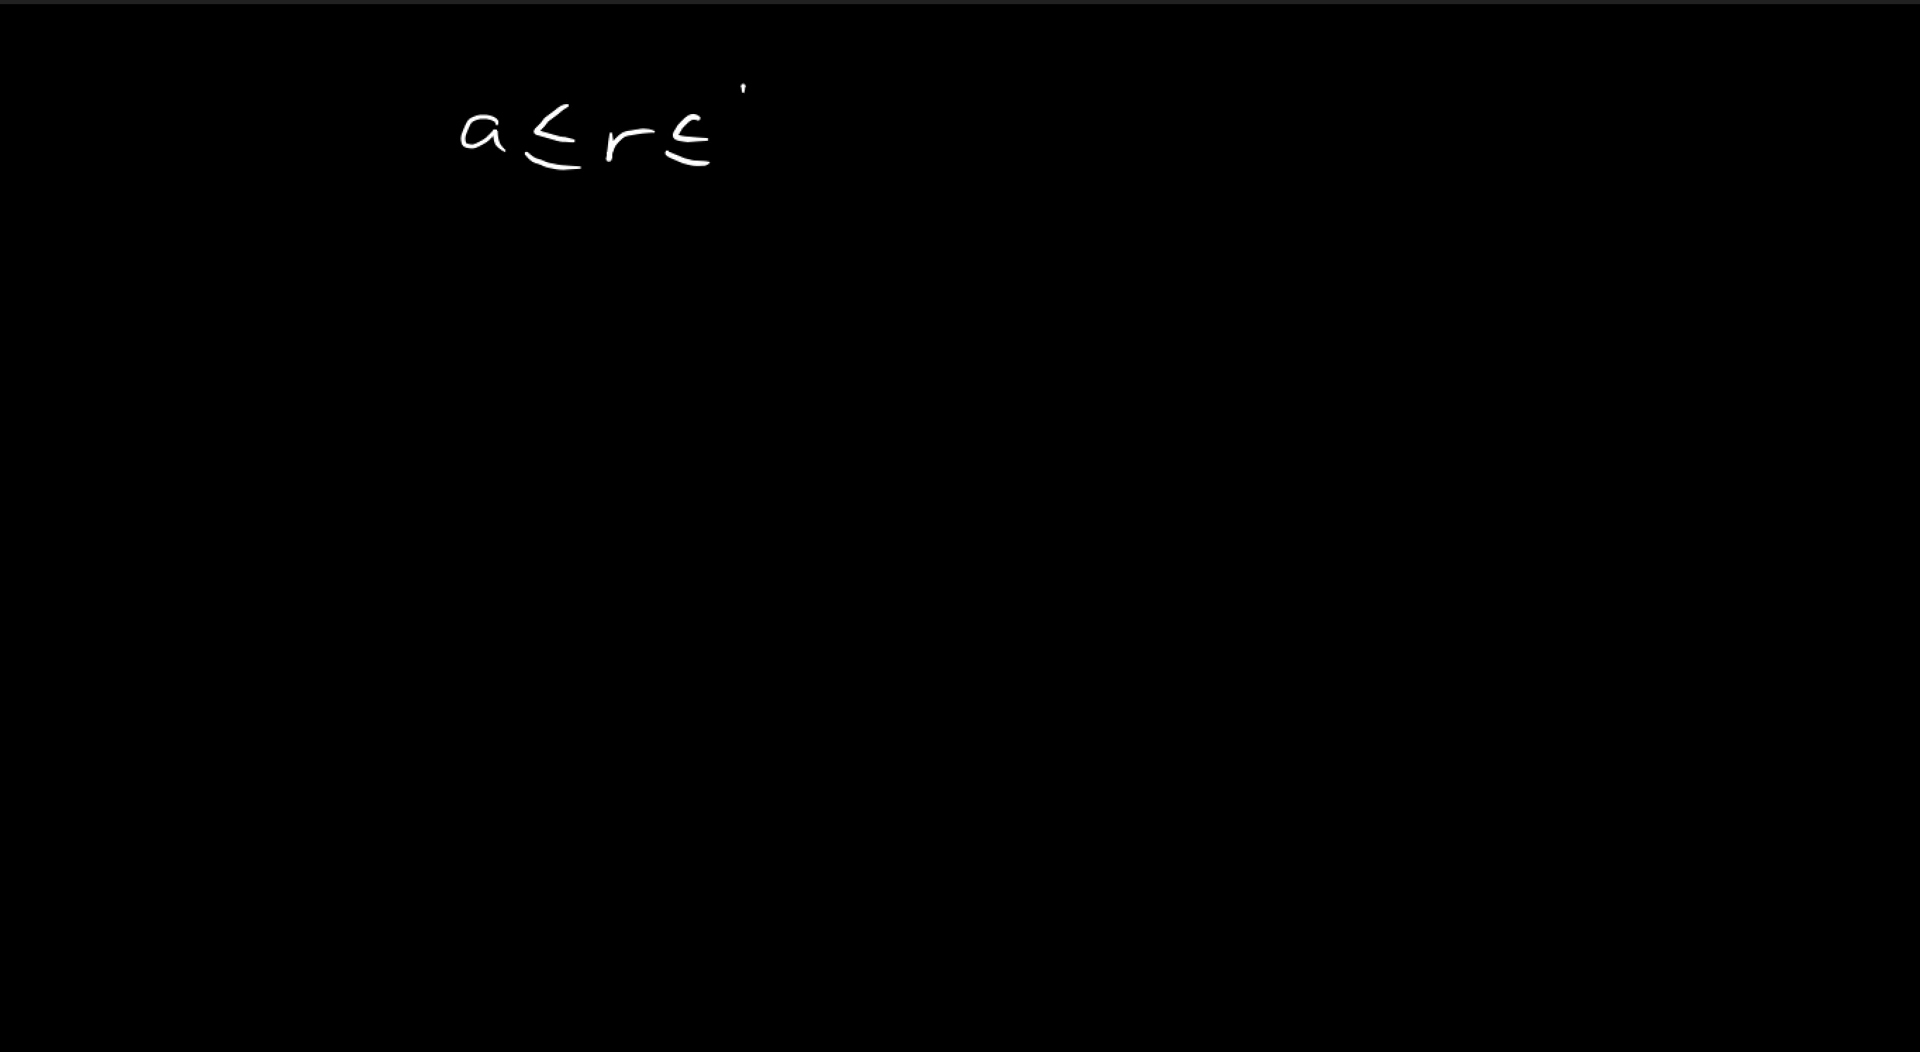 a ≤ r ≤